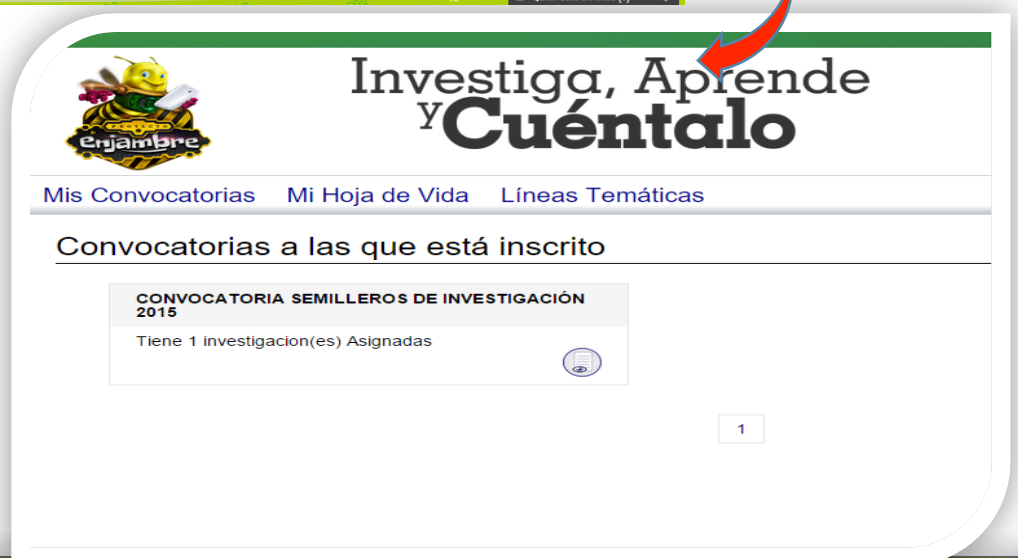 Investiga, Aprende
y Cuéntalo
PROYECTO
enjambre
Mis Convocatorias Mi Hoja de Vida Líneas Temáticas
Convocatorias a las que está inscrito
CONVOCATORIA SEMILLEROS DE INVESTIGACIÓN
2015
Tiene 1 investigacion(es) Asignadas
1